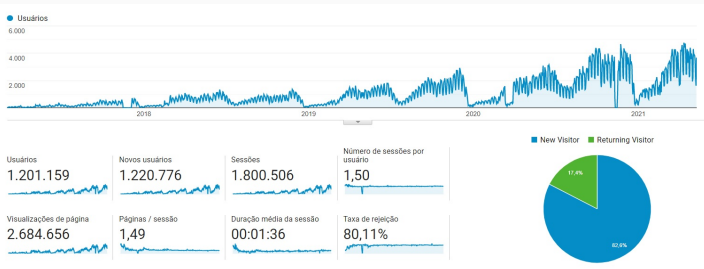 Usuários
6.000
4.000
2.000
2018
2019
2020
2021
New Visitor
Returning Visitor
Usuários
1.201.159
Novos usuários
1.220.776
Sessões
1.800.506
Número de sessões por
usuário
1,50
Visualizações de página
2.684.656
Páginas / sessão
1,49
Duração média da sessão
00:01:36
Taxa de rejeição
80,11%
17,4%
82,6%